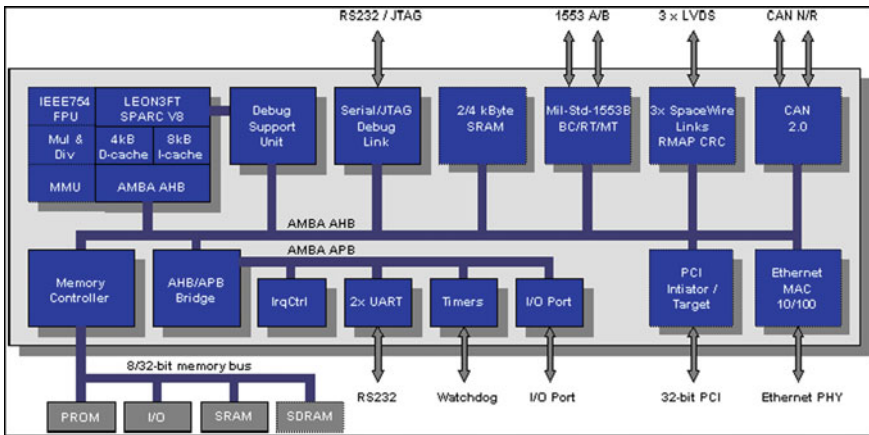 RS232 / JTAG
1553 A/B
3 x LVDS
CAN N/R
IEEE754
FPU
LEON3FT
SPARC V8
Mul &
Div
4kB
D-cache
8kB
I-cache
MMU
AMBA AHB
Debug
Support
Unit
Serial/JTAG
Debug
Link
2/4 kByte
SRAM
Mil-Std-1553B
BC/RT/MT
3x SpaceWire
Links
RMAP CRC
CAN
2.0
AMBA AHB
AMBA APB
Memory
Controller
AHB/APB
Bridge
IrqCtrl
2x UART
Timers
I/O Port
PCI
Intiator /
Target
Ethernet
MAC
10/100
8/32-bit memory bus
RS232
Watchdog
I/O Port
32-bit PCI
Ethernet PHY
PROM
I/O
SRAM
SDRAM